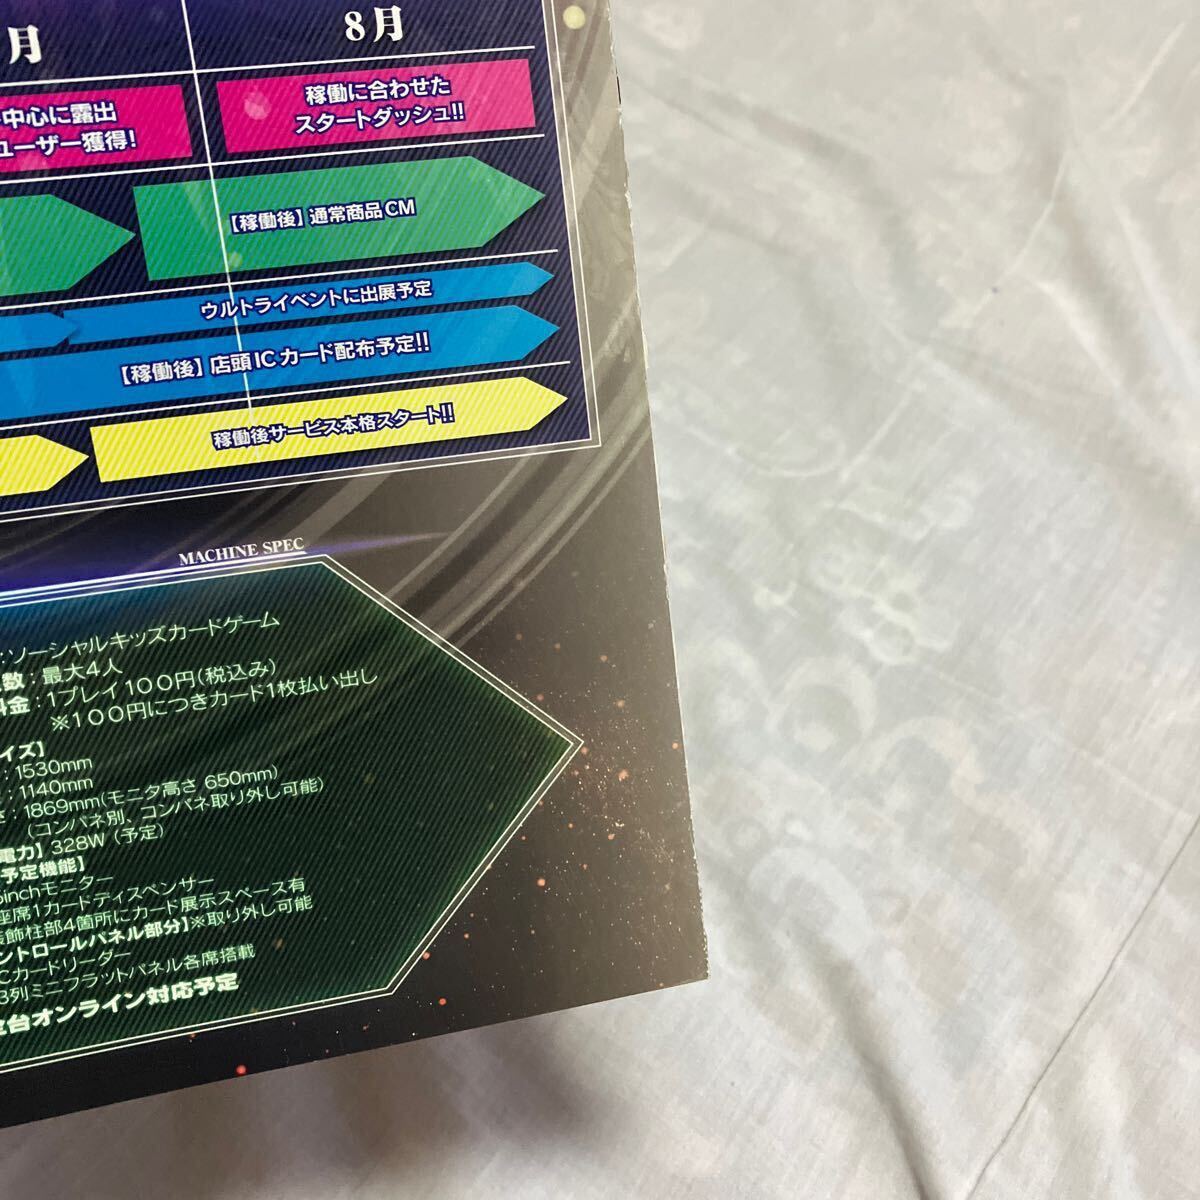 月
8月
中心に露出
ユーザー獲得!
稼働に合わせた
スタートダッシュ!!
【稼働後】通常商品CM
ウルトライベントに出展予定
【稼働後】店頭ICカード配布予定!!
稼働後サービス本格スタート!!
MACHINE SPEC
:ソーシャルキッズカードゲーム
数:最大4人
料金:1プレイ100円(税込み)
※100円につきカード1枚払い出し
イズ】
:1530mm
:1140mm
さ:1869mm(モニタ高さ 650mm)
(コンパネ別、コンパネ取り外し可能)
電力】328W(予定)
予定機能】
inchモニター
座席1カードディスペンサー
装飾柱部4箇所にカード展示スペース有
ントロールパネル部分】※取り外し可能
Cカードリーダー
3列ミニフラットパネル各席搭載
全台オンライン対応予定